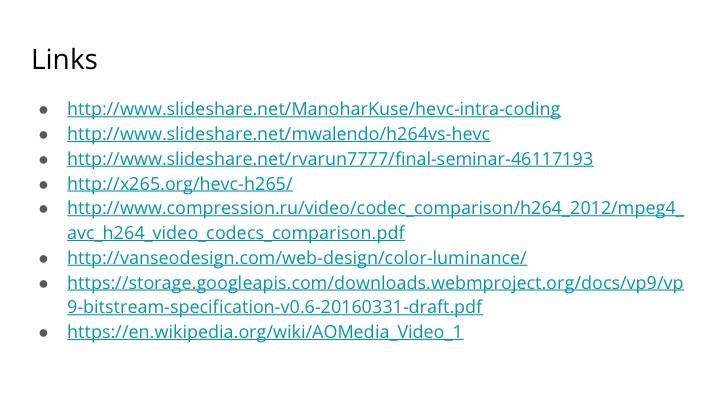 Links
● http://www.slideshare.net/ManoharKuse/hevc-intra-coding
● http://www.slideshare.net/mwalendo/h264vs-hevc
● http://www.slideshare.net/rvarun7777/final-seminar-46117193
● http://x265.org/hevc-h265/
● http://www.compression.ru/video/codec_comparison/h264_2012/mpeg4_
avc_h264_video_codecs_comparison.pdf
● http://vanseodesign.com/web-design/color-luminance/
● https://storage.googleapis.com/downloads.webmproject.org/docs/vp9/vp
9-bitstream-specification-v0.6-20160331-draft.pdf
● https://en.wikipedia.org/wiki/AOMedia_Video_1